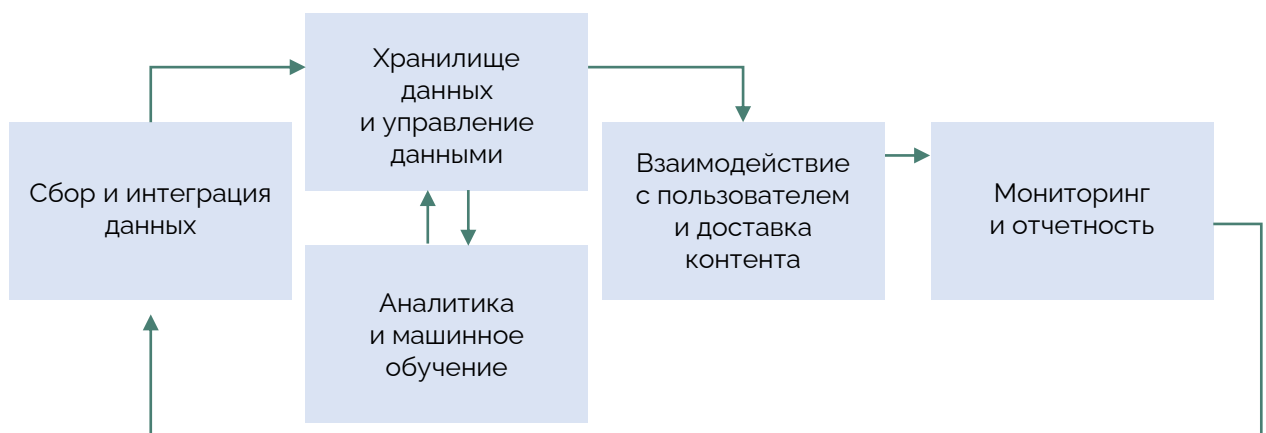 Сбор и интеграция
данных
Хранилище
данных
и управление
данными
Аналитика
и машинное
обучение
Взаимодействие
с пользователем
и доставка
контента
Мониторинг
и отчетность